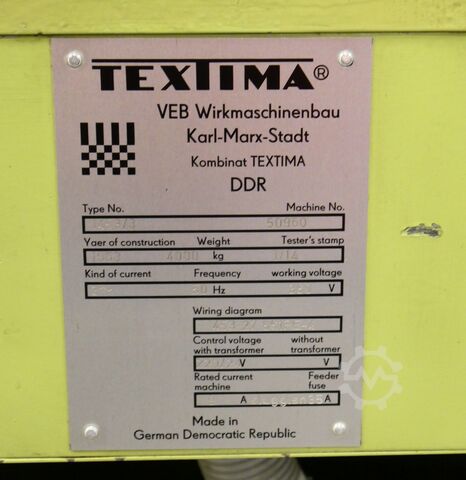 TEXTIMA®
VEB Wirkmaschinenbau
Karl-Marx-Stadt
Kombinat TEXTIMA
DDR
Type No. Machine No.
50960
Yaer of construction Weight Tester's stamp
4000 kg
Kind of current Frequency working voltage
Hz V
Wiring diagram
Control voltage without
with transformer transformer
V V
Rated current Feeder
machine fuse
A A
Made in
German Democratic Republic